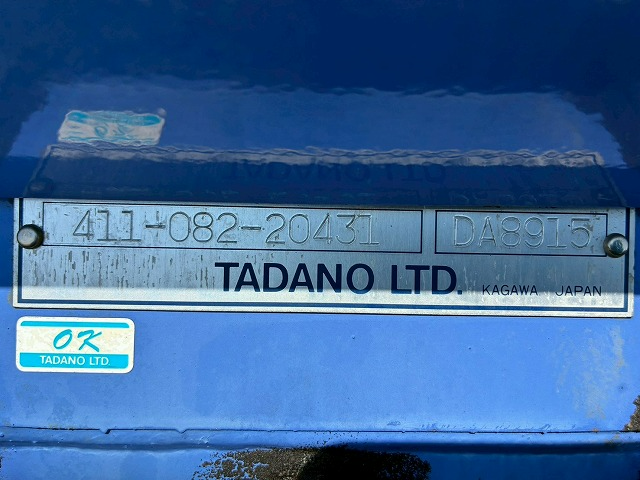 411-082-20431 DA8915
TADANO LTD. KAGAWA JAPAN
OK
TADANO LTD.